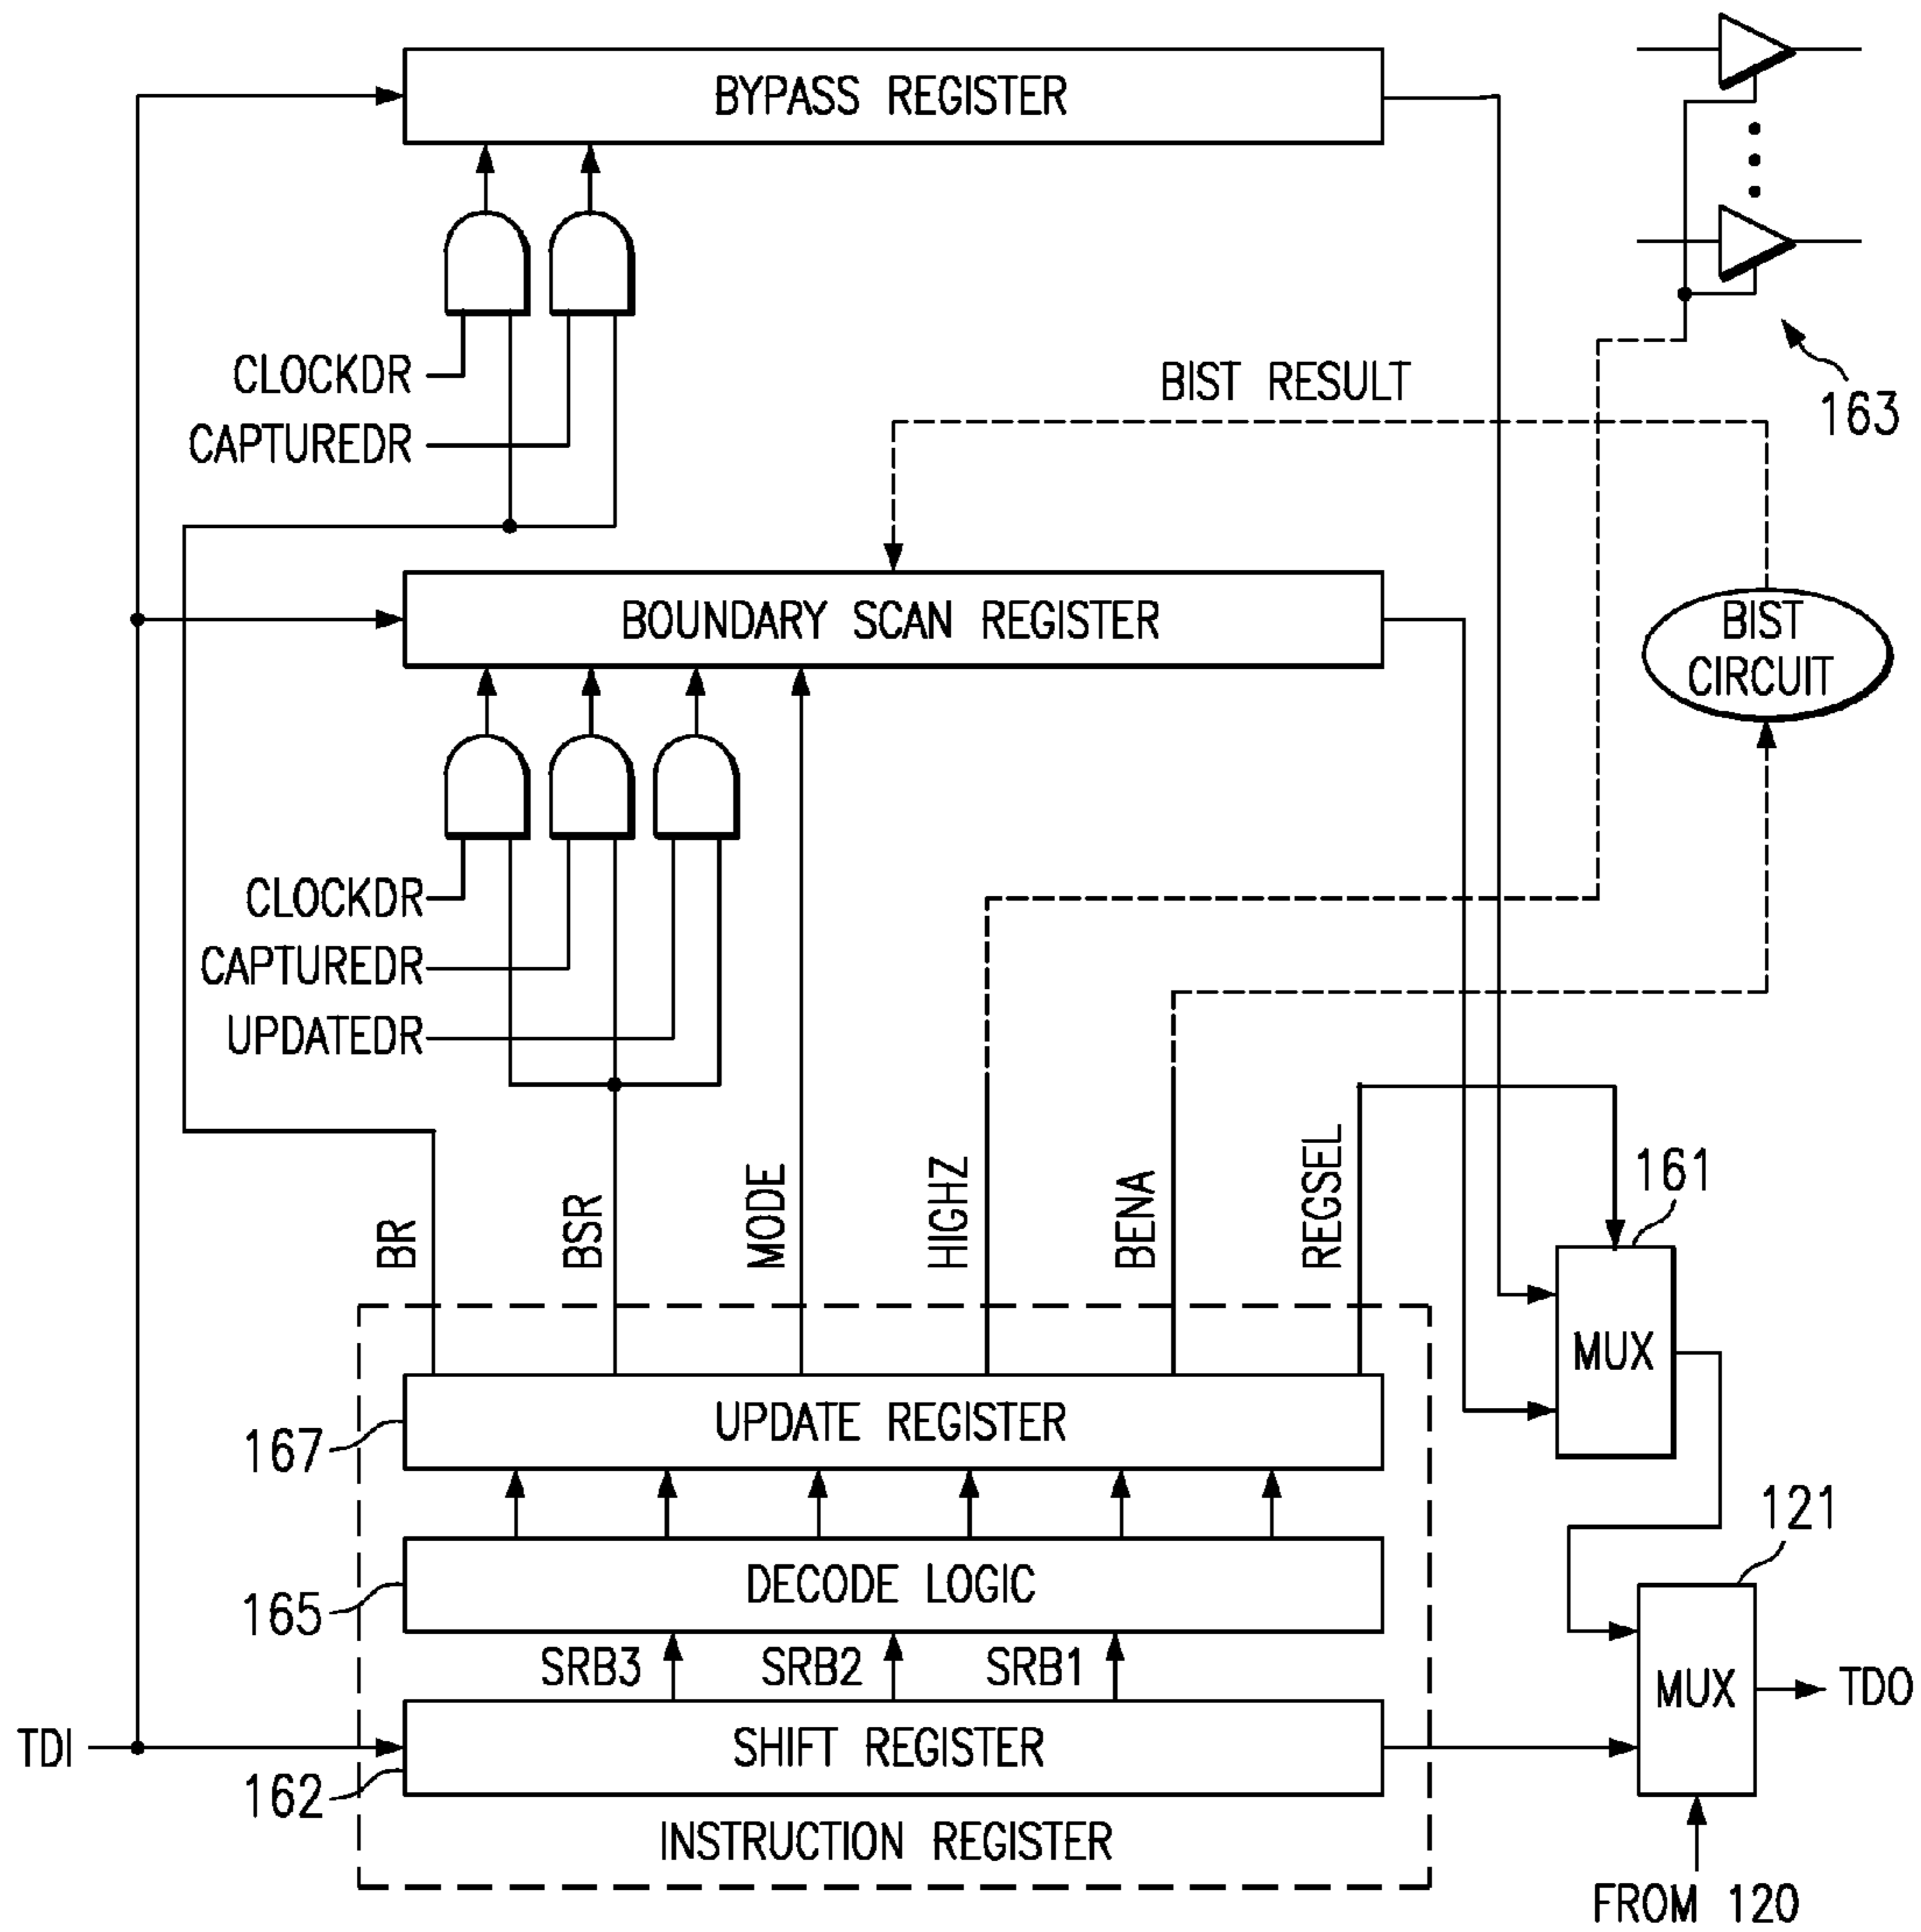 BYPASS REGISTER
CLOCKDR
CAPTUREDR
BIST RESULT
163
BOUNDARY SCAN REGISTER
BIST
CIRCUIT
CLOCKDR
CAPTUREDR
UPDATEDR
BR
BSR
MODE
HIGHZ
BENA
REGSEL
161
MUX
UPDATE REGISTER
167
121
DECODE LOGIC
165
SRB3
SRB2
SRB1
MUX
TDO
TDI
SHIFT REGISTER
162
INSTRUCTION REGISTER
FROM 120